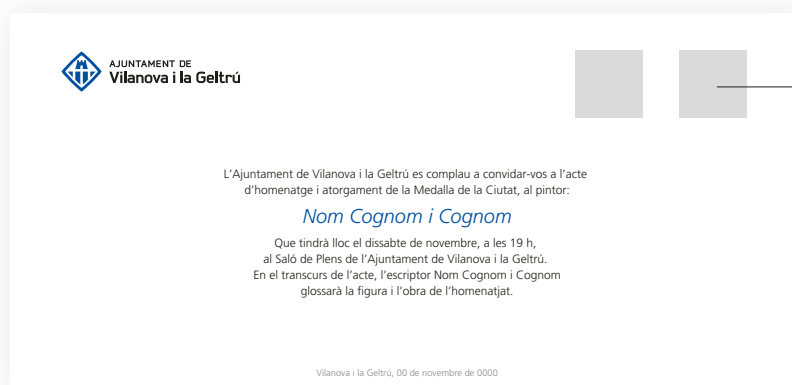 AJUNTAMENT DE
Vilanova i la Geltrú
L'Ajuntament de Vilanova i la Geltrú es complau a convidar-vos a l'acte
d'homenatge i atorgament de la Medalla de la Ciutat, al pintor:
Nom Cognom i Cognom
Que tindrà lloc el dissabte de novembre, a les 19 h,
al Saló de Plens de l'Ajuntament de Vilanova i la Geltrú.
En el transcurs de l'acte, l'escriptor Nom Cognom i Cognom
glossarà la figura i l'obra de l'homenatjat.
Vilanova i la Geltrú, 00 de novembre de 0000